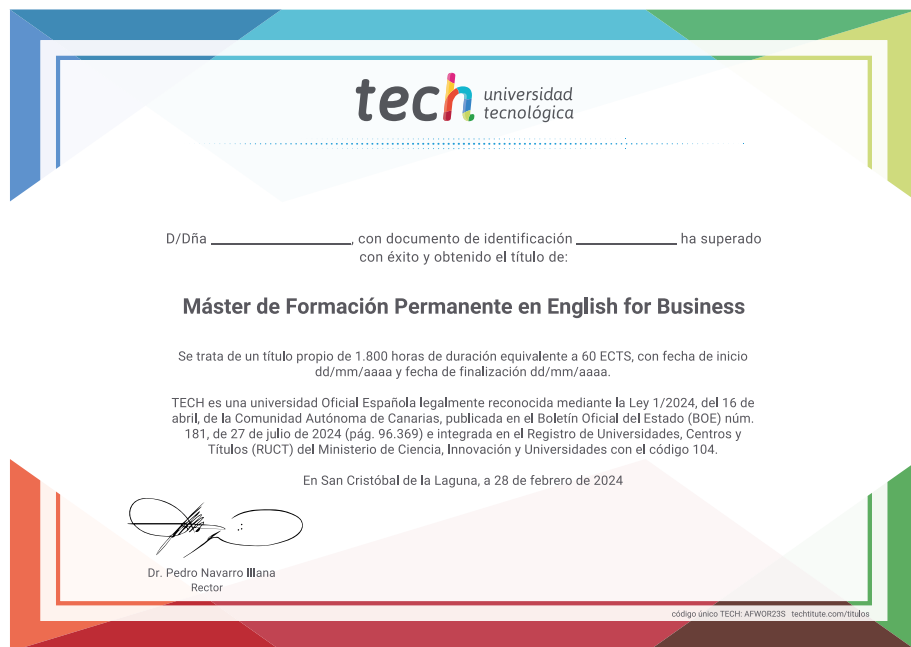 tech universidad
tecnológica
D/Dña ________________, con documento de identificación ____________ ha superado
con éxito y obtenido el título de:
Máster de Formación Permanente en English for Business
Se trata de un título propio de 1.800 horas de duración equivalente a 60 ECTS, con fecha de inicio
dd/mm/aaaa y fecha de finalización dd/mm/aaaa.
TECH es una universidad Oficial Española legalmente reconocida mediante la Ley 1/2024, del 16 de
abril, de la Comunidad Autónoma de Canarias, publicada en el Boletín Oficial del Estado (BOE) núm.
181, de 27 de julio de 2024 (pág. 96.369) e integrada en el Registro de Universidades, Centros y
Títulos (RUCT) del Ministerio de Ciencia, Innovación y Universidades con el código 104.
En San Cristóbal de la Laguna, a 28 de febrero de 2024
Dr. Pedro Navarro Illana
Rector
código único TECH: AFWOR23S techtitute.com/titulos